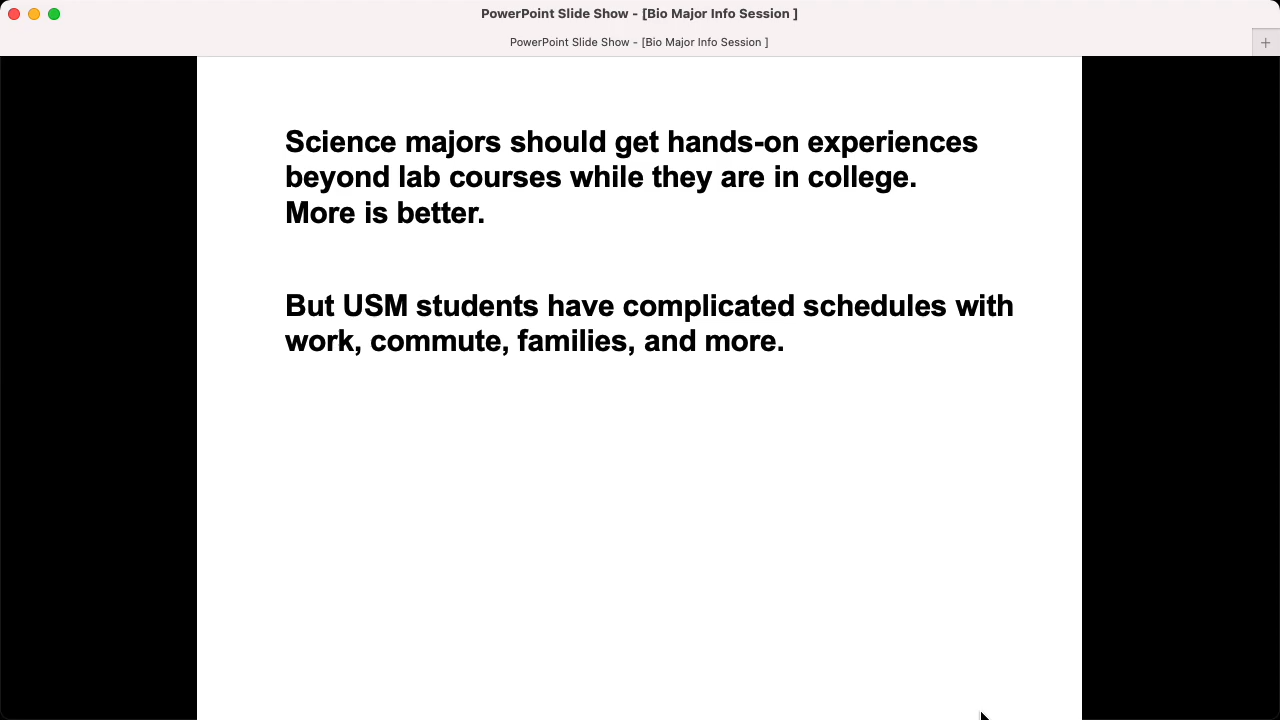 PowerPoint Slide Show - [Bio Major Info Session ]
PowerPoint Slide Show - [Bio Major Info Session ]
Science majors should get hands-on experiences
beyond lab courses while they are in college.
More is better.
But USM students have complicated schedules with
work, commute, families, and more.